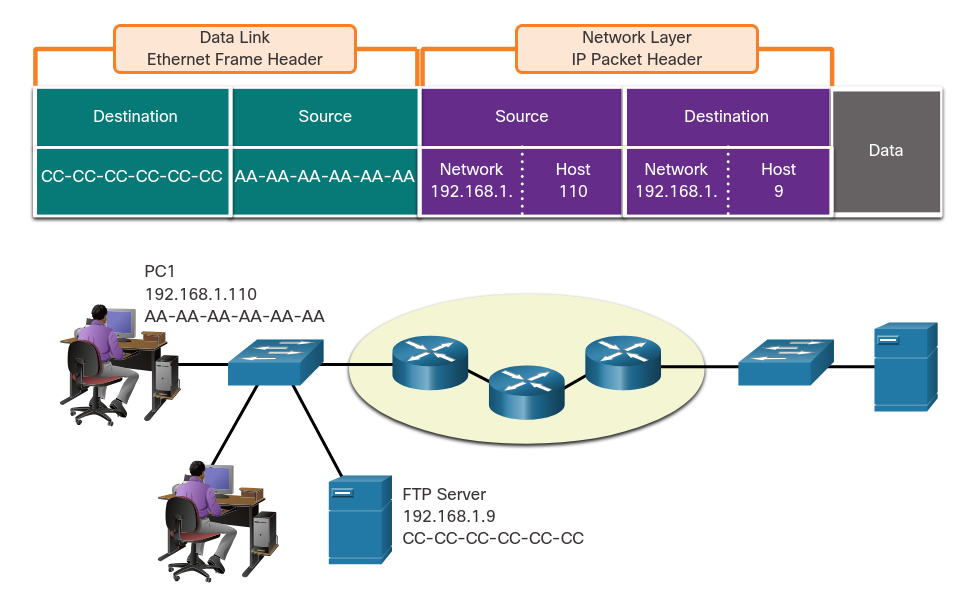 Data Link
Ethernet Frame Header
Network Layer
IP Packet Header
Destination
Source
Source
Destination
Data
CC-CC-CC-CC-CC-CC
AA-AA-AA-AA-AA-AA
Network
192.168.1.
Host
110
Network
192.168.1.
Host
9
PC1
192.168.1.110
AA-AA-AA-AA-AA-AA
FTP Server
192.168.1.9
CC-CC-CC-CC-CC-CC